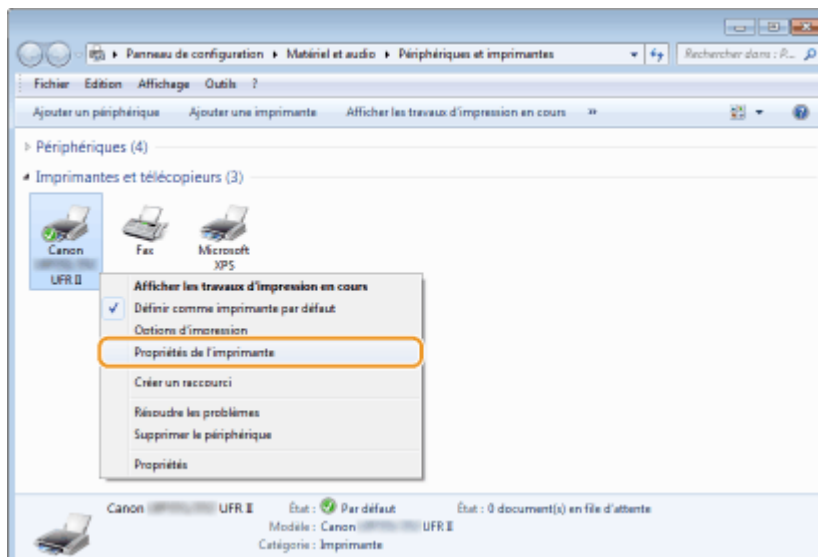 Panneau de configuration ▸ Matériel et audio ▸ Périphériques et imprimantes Rechercher dans : P...
Fichier Edition Affichage Outils ?
Ajouter un périphérique Ajouter une imprimante Afficher les travaux d'impression en cours »
Périphériques (4)
Imprimantes et télécopieurs (3)
Canon
UFR II
Fax
Microsoft
XPS
Afficher les travaux d'impression en cours
Définir comme imprimante par défaut
Options d'impression
Propriétés de l'imprimante
Créer un raccourci
Résoudre les problèmes
Supprimer le périphérique
Propriétés
Canon UFR II État : Par défaut État : 0 document(s) en file d'attente
Modèle : Canon UFR II
Catégorie : Imprimante